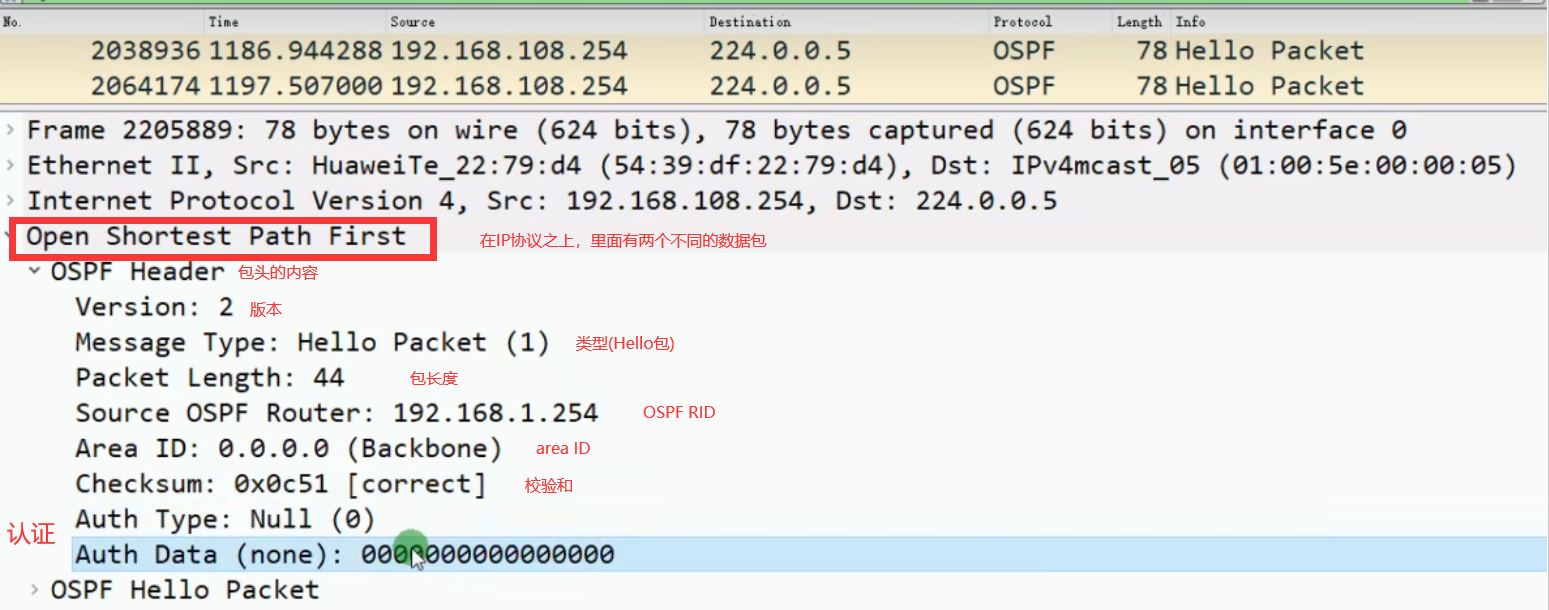 No. Time Source Destination Protocol Length Info
2038936 1186.944288 192.168.108.254 224.0.0.5 OSPF 78 Hello Packet
2064174 1197.507000 192.168.108.254 224.0.0.5 OSPF 78 Hello Packet
Frame 2205889: 78 bytes on wire (624 bits), 78 bytes captured (624 bits) on interface 0
Ethernet II, Src: HuaweiTe_22:79:d4 (54:39:df:22:79:d4), Dst: IPv4mcast_05 (01:00:5e:00:00:05)
Internet Protocol Version 4, Src: 192.168.108.254, Dst: 224.0.0.5
Open Shortest Path First 在IP协议之上，里面有两个不同的数据包
OSPF Header 包头的内容
Version: 2 版本
Message Type: Hello Packet (1) 类型(Hello包)
Packet Length: 44 包长度
Source OSPF Router: 192.168.1.254 OSPF RID
Area ID: 0.0.0.0 (Backbone) area ID
Checksum: 0x0c51 [correct] 校验和
Auth Type: Null (0)
认证
Auth Data (none): 0000000000000000
OSPF Hello Packet